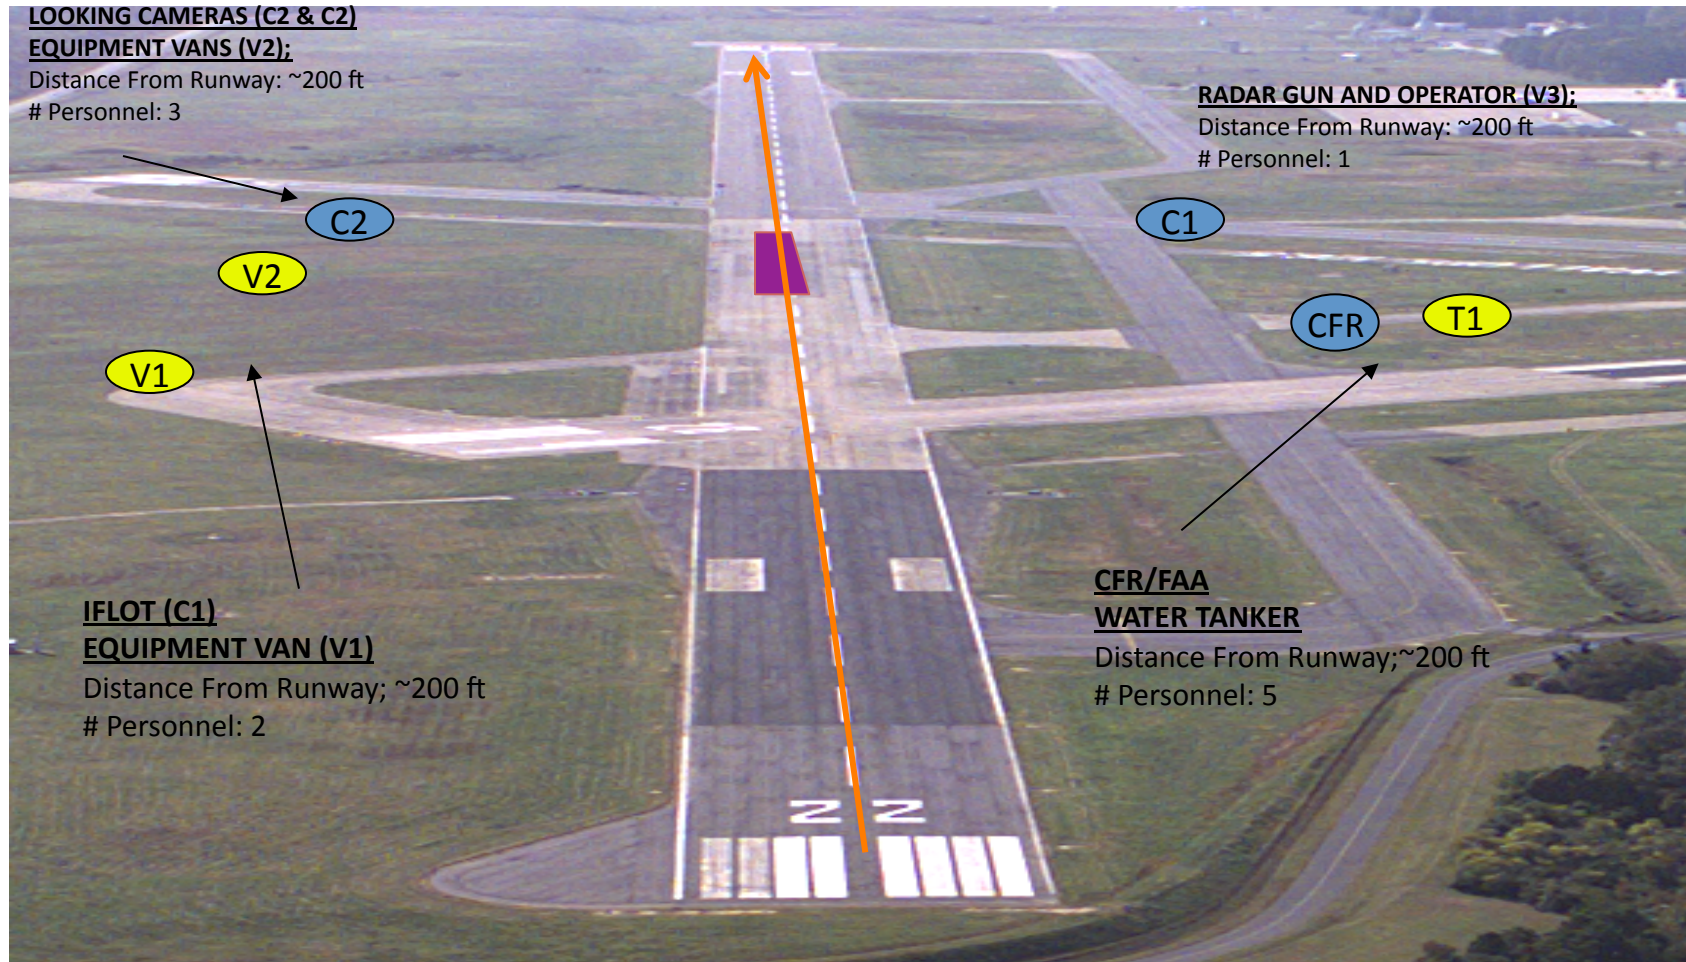 LOOKING CAMERAS (C2 & C2)
EQUIPMENT VANS (V2);
Distance From Runway: ~200 ft
# Personnel: 3
RADAR GUN AND OPERATOR (V3);
Distance From Runway: ~200 ft
# Personnel: 1
C2
C1
V2
CFR
T1
V1
IFLOT (C1)
EQUIPMENT VAN (V1)
Distance From Runway; ~200 ft
# Personnel: 2
CFR/FAA
WATER TANKER
Distance From Runway;~200 ft
# Personnel: 5
22